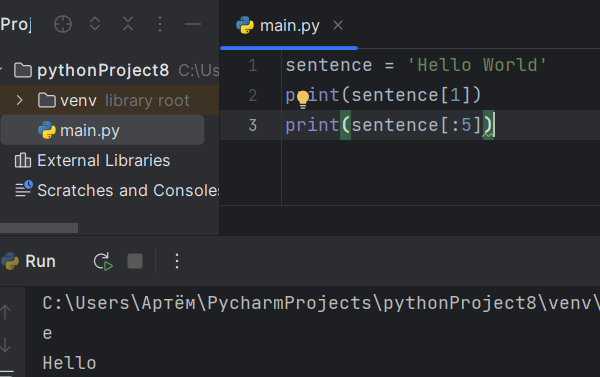 Proj
main.py
pythonProject8 C:\Us
venv library root
main.py
External Libraries
Scratches and Consoles
1 sentence = 'Hello World'
2 print(sentence[1])
3 print(sentence[:5])
Run
C:\Users\Артём\PycharmProjects\pythonProject8\venv\
e
Hello